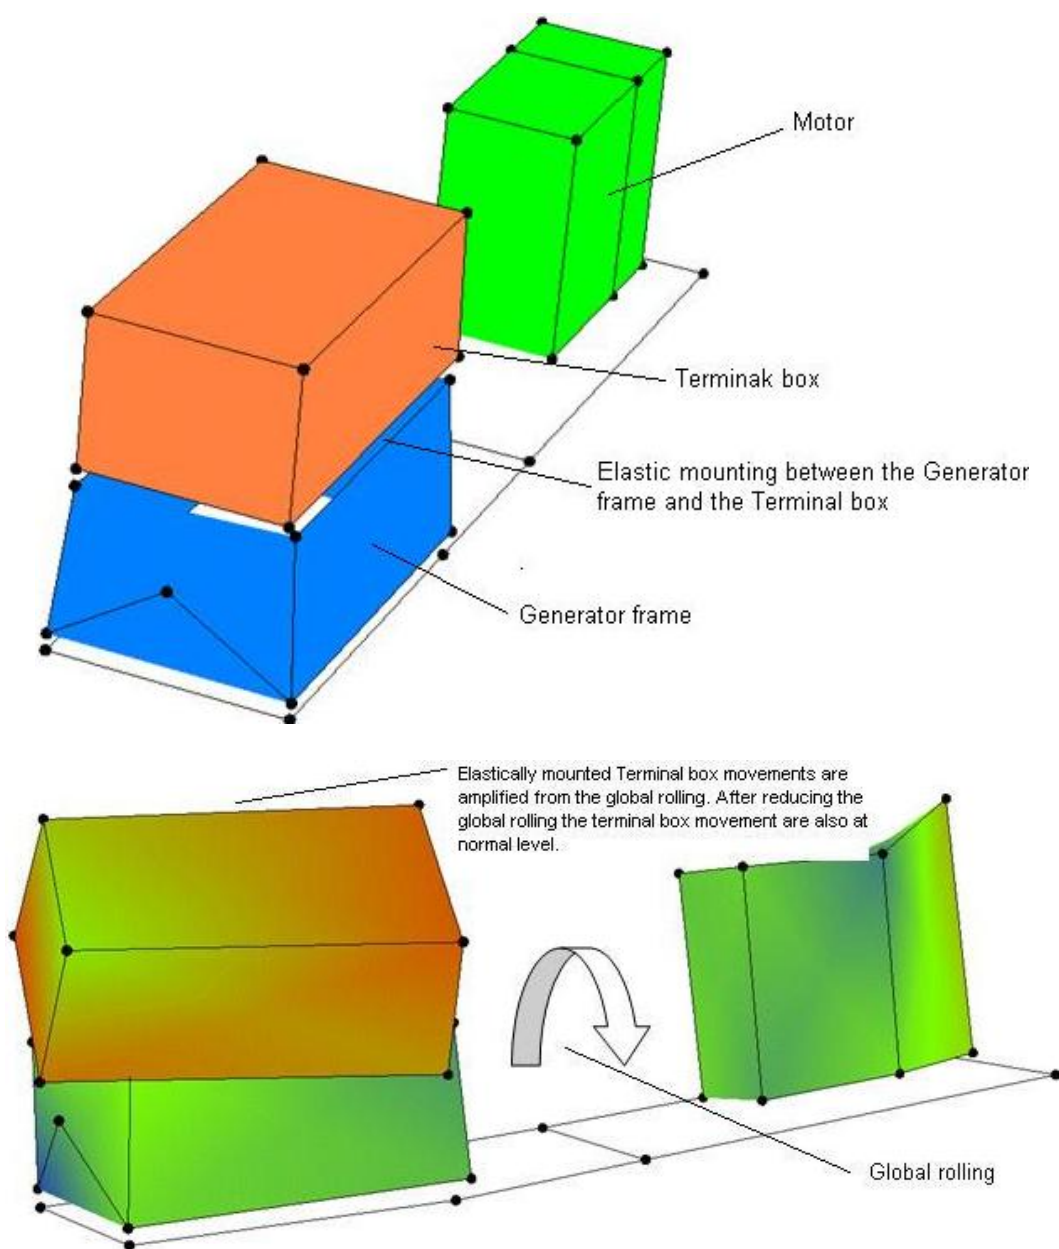 Motor
Terminak box
Elastic mounting between the Generator
frame and the Terminal box
Generator frame
Elastically mounted Terminal box movements are
amplified from the global rolling. After reducing the
global rolling the terminal box movement are also at
normal level.
Global rolling